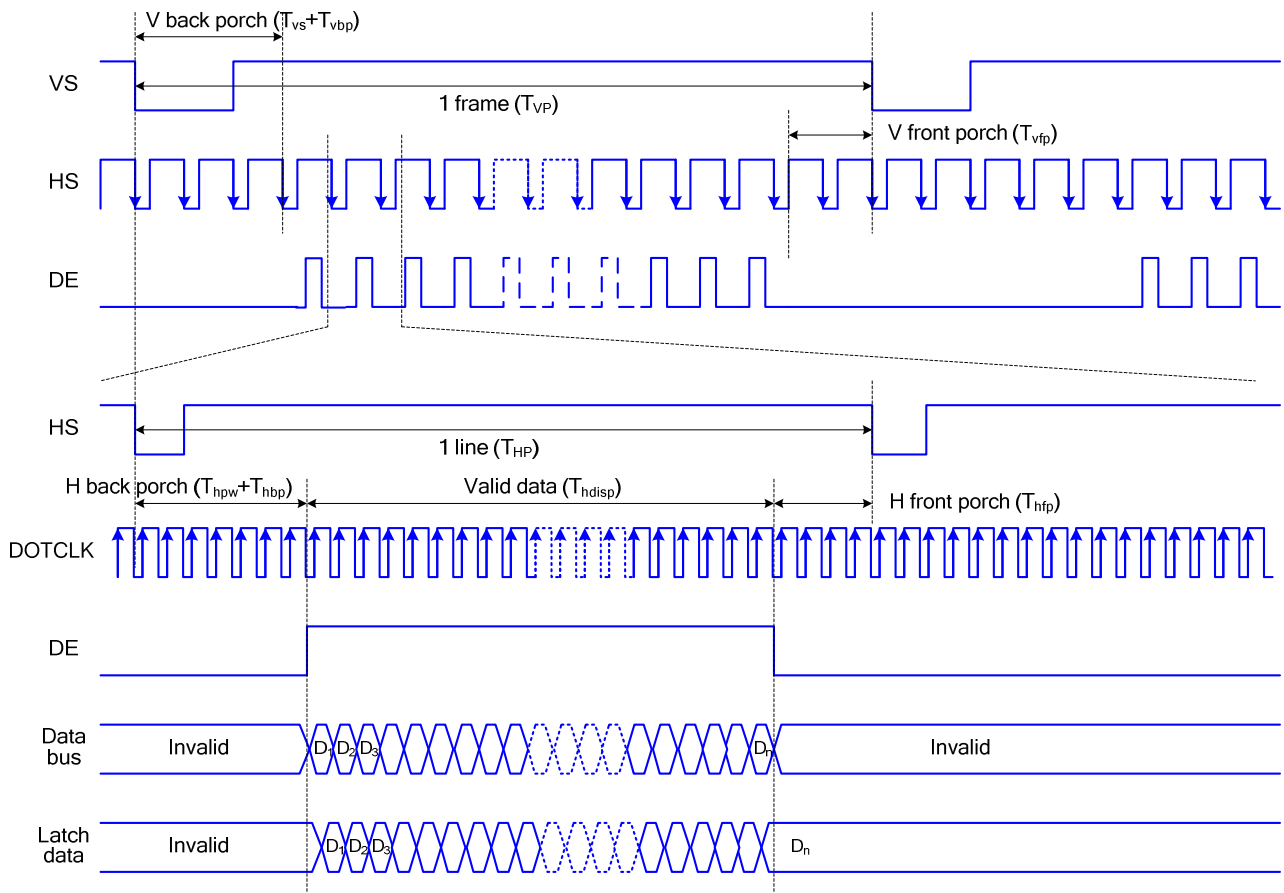 V back porch (Tvs+Tvbp)
VS
1 frame (TVP)
V front porch (Tvfp)
HS
DE
HS
1 line (THP)
H back porch (Thpw+Thbp)
Valid data (Thdisp)
H front porch (Thfp)
DOTCLK
DE
Data
bus
Invalid
D1 D2 D3
Dn
Invalid
Latch
data
Invalid
D1 D2 D3
Dn